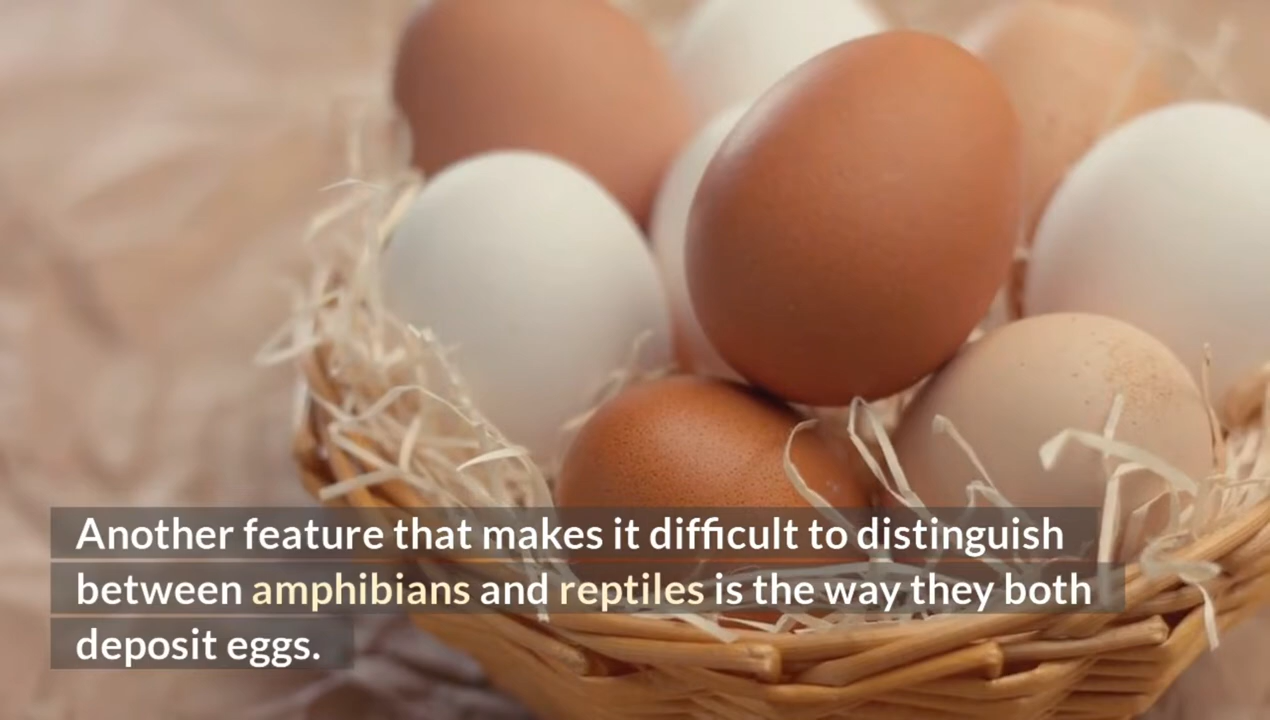 Another feature that makes it difficult to distinguish
between amphibians and reptiles is the way they both
deposit eggs.